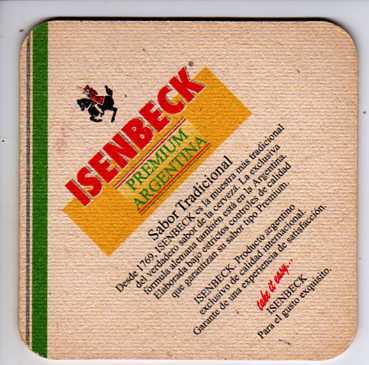 ISENBECK®
PREMIUM
ARGENTINA
Sabor Tradicional
Desde 1769, ISENBECK es la muestra más tradicional
del verdadero sabor de la cerveza. La exclusiva
fórmula alemana también está en la Argentina.
Elaborada bajo estrictos controles de calidad
que garantizan su sabor tipo Premium.
ISENBECK. Producto argentino
exclusivo de calidad internacional.
Garante de una experiencia de satisfacción.
take it easy...
ISENBECK
Para el gusto exquisito.